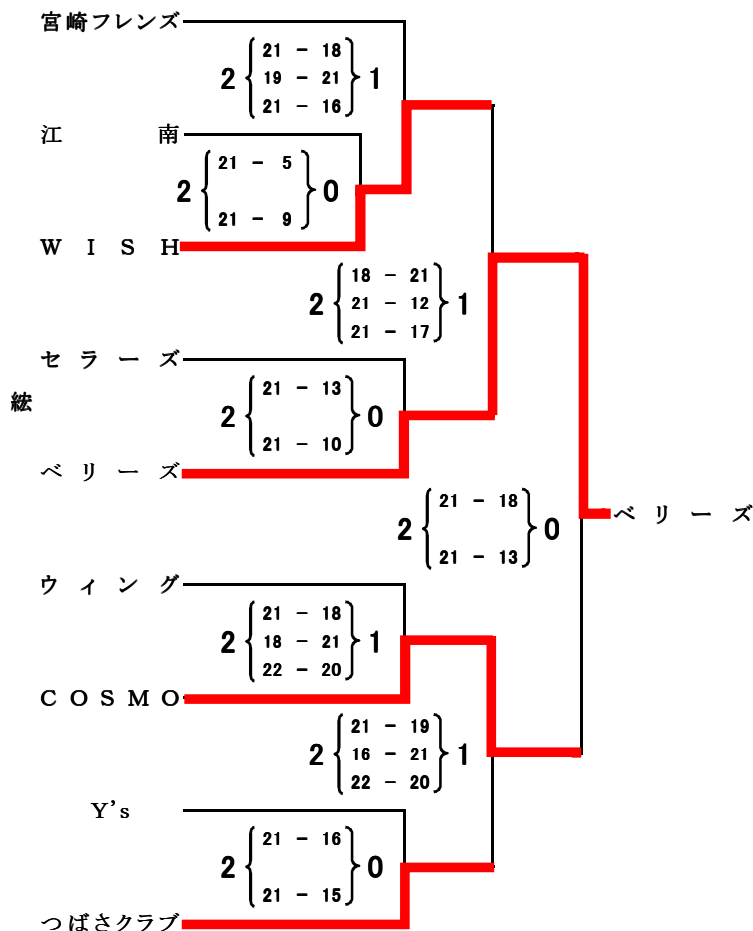 宮崎フレンズ
2 { 21 - 18 } 1
19 - 21
21 - 16
江南
2 { 21 - 5 } 0
21 - 9
WISH
2 { 18 - 21 } 1
21 - 12
21 - 17
セラーズ
2 { 21 - 13 } 0
21 - 10
紘
ベリーズ
2 { 21 - 18 } 0
21 - 13
ベリーズ
ウィング
2 { 21 - 18 } 1
18 - 21
22 - 20
COSMO
2 { 21 - 19 } 1
16 - 21
22 - 20
Y's
2 { 21 - 16 } 0
21 - 15
つばさクラブ